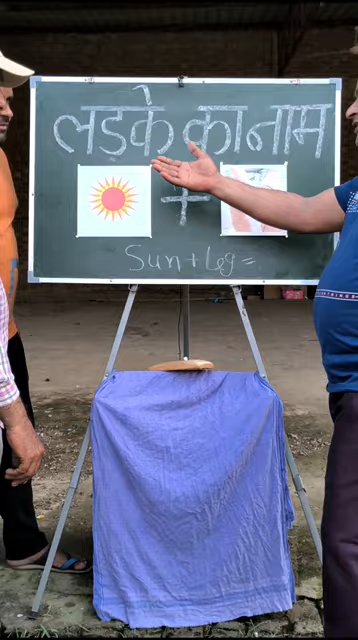 लड़के का नाम
+
Sun + Leg =